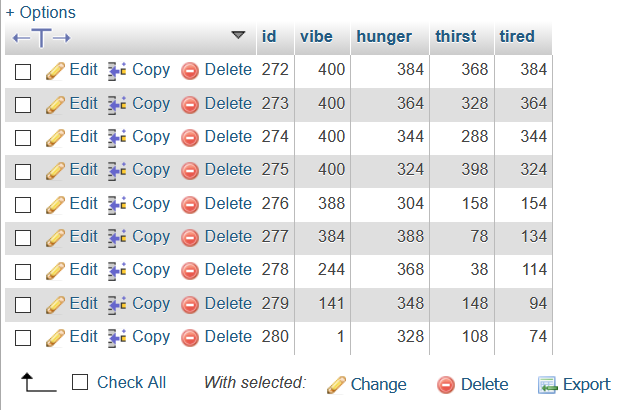 + Options
id vibe hunger thirst tired
Edit Copy Delete 272 400 384 368 384
Edit Copy Delete 273 400 364 328 364
Edit Copy Delete 274 400 344 288 344
Edit Copy Delete 275 400 324 398 324
Edit Copy Delete 276 388 304 158 154
Edit Copy Delete 277 384 388 78 134
Edit Copy Delete 278 244 368 38 114
Edit Copy Delete 279 141 348 148 94
Edit Copy Delete 280 1 328 108 74
Check All With selected: Change Delete Export